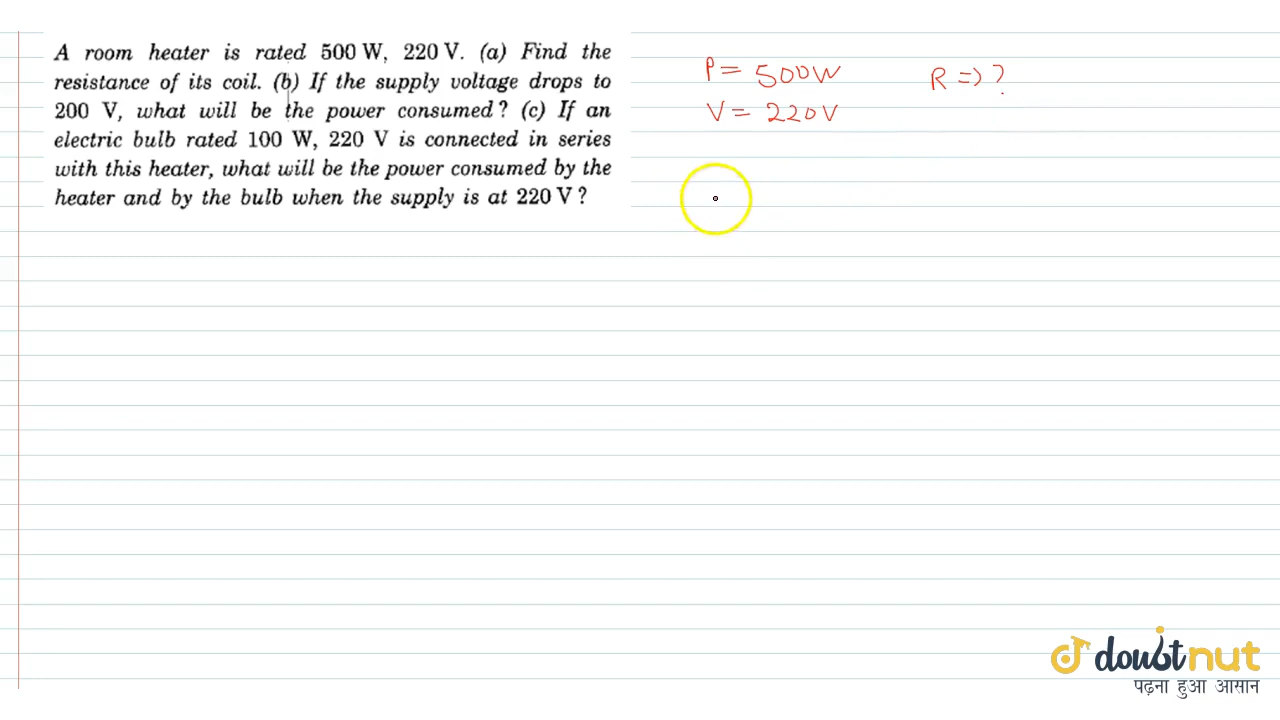 A room heater is rated 500 W, 220 V. (a) Find the
resistance of its coil. (b) If the supply voltage drops to
200 V, what will be the power consumed? (c) If an
electric bulb rated 100 W, 220 V is connected in series
with this heater, what will be the power consumed by the
heater and by the bulb when the supply is at 220 V?
P = 500W
R => ?
V = 220V
doubtnut
पढ़ना हुआ आसान